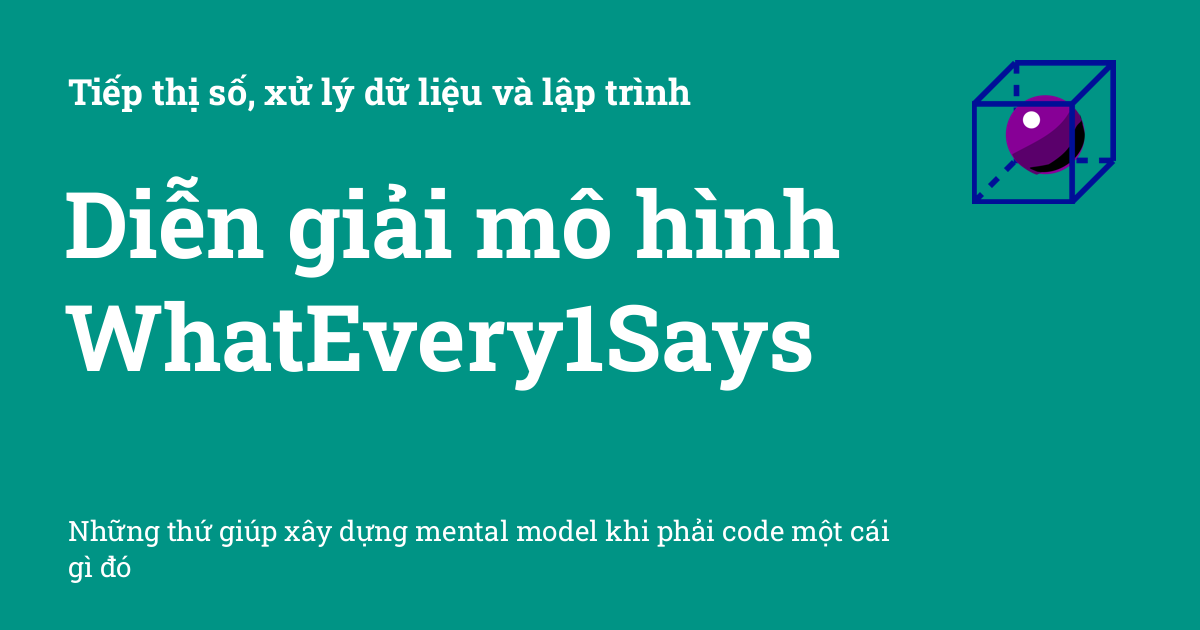 Tiếp thị số, xử lý dữ liệu và lập trình
Diễn giải mô hình
WhatEvery1Says
Những thứ giúp xây dựng mental model khi phải code một cái
gì đó